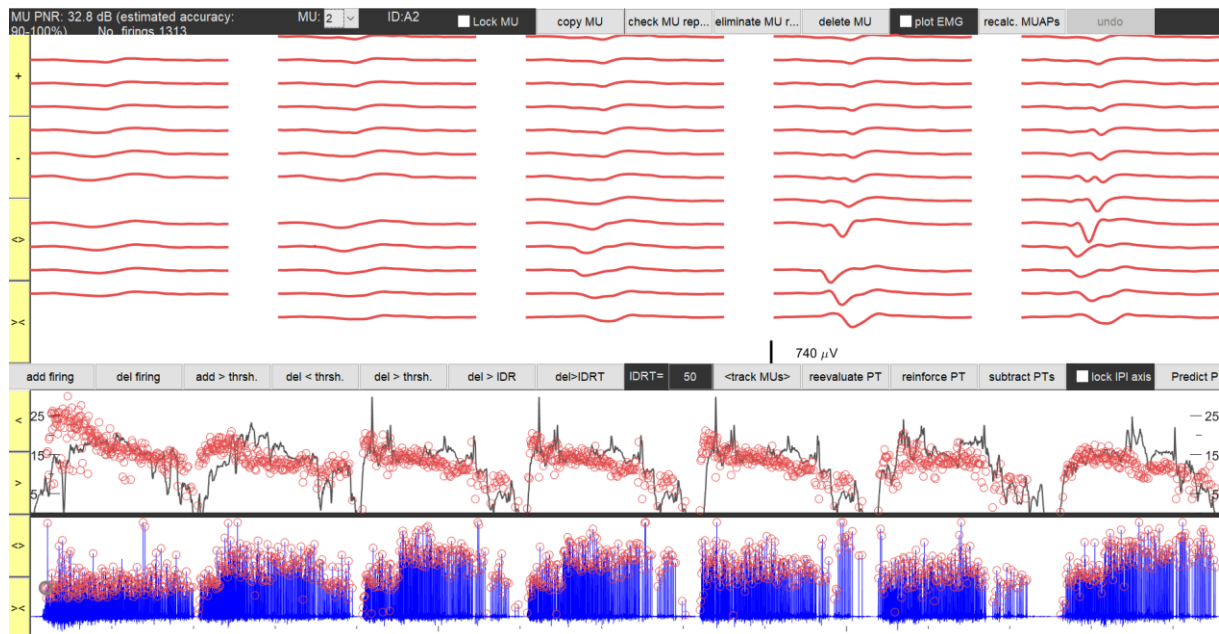 MU PNR: 32.8 dB (estimated accuracy: MU: 2 ID:A2 Lock MU copy MU check MU rep... eliminate MU r... delete MU plot EMG recalc. MUAPs undo
90-100%) No. firings 1313
+
-
<>
><
740 μV
add firing del firing add > thrsh. del < thrsh. del > thrsh. del > IDR del>IDRT IDRT= 50 <track MUs> reevaluate PT reinforce PT subtract PTs lock IPI axis Predict P
< 25 25
15 15
> 5 5
<>
><